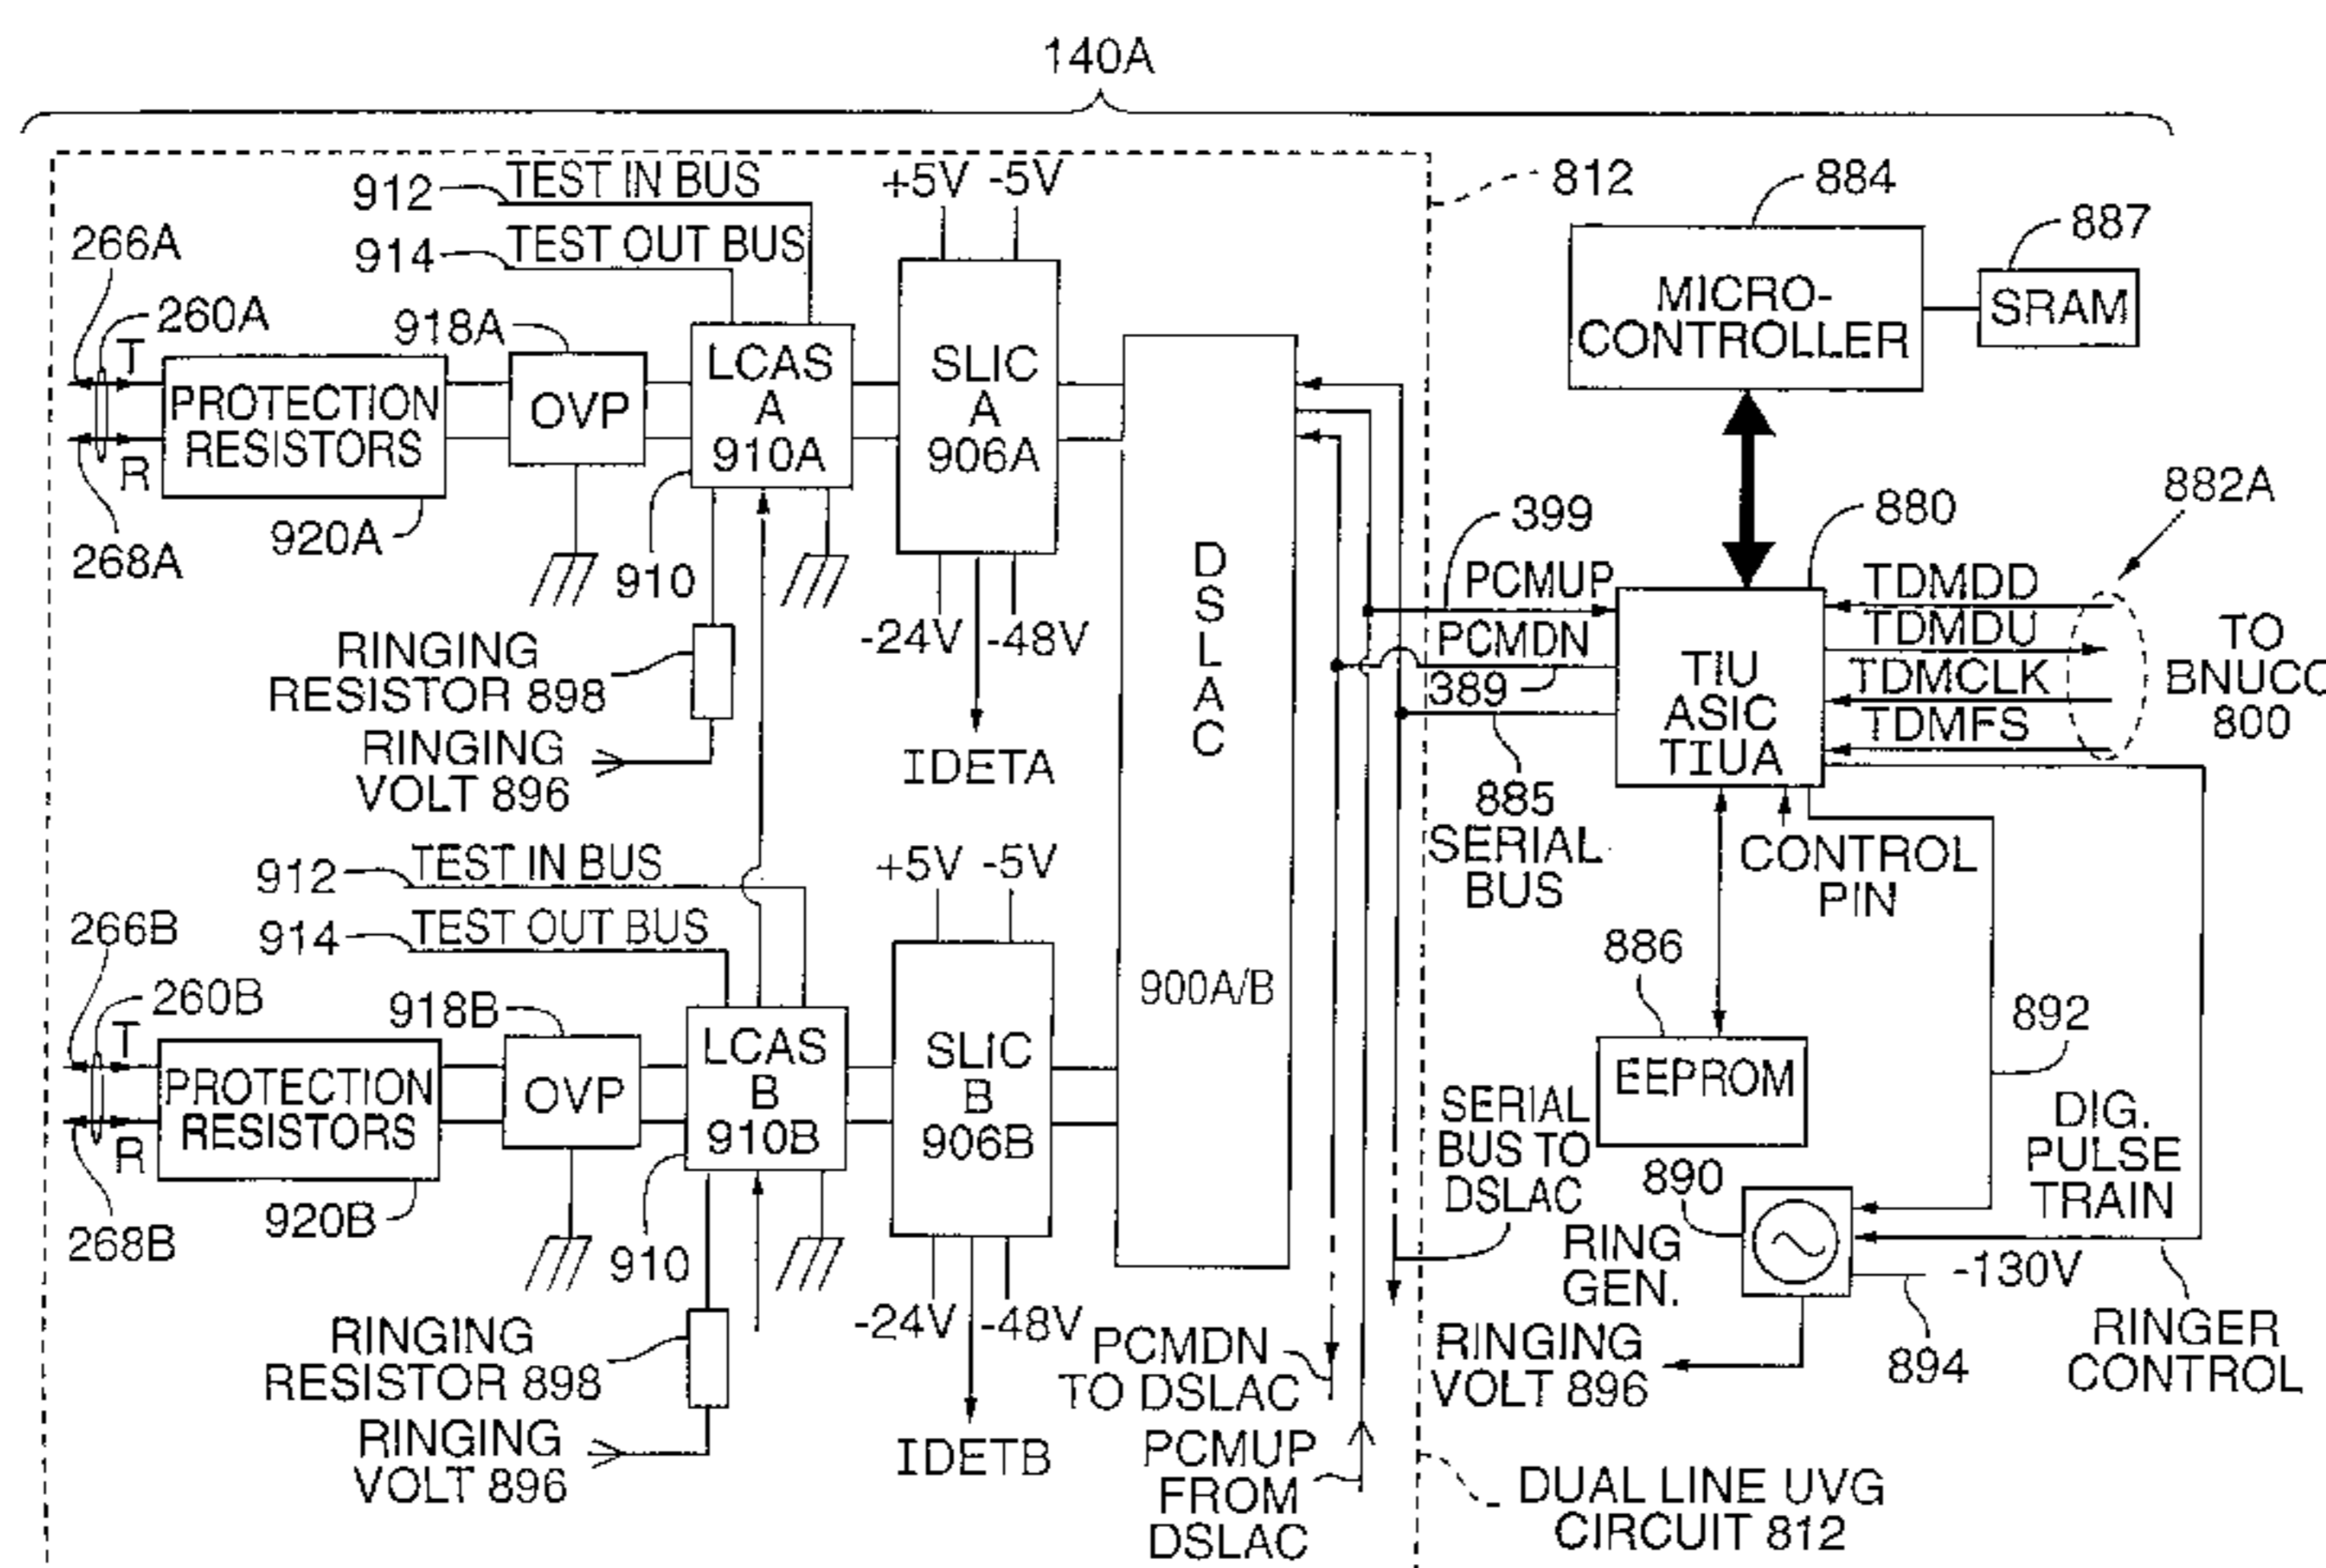 140A
812
884
887
MICRO-
CONTROLLER
SRAM
912
TEST IN BUS
914
TEST OUT BUS
+5V -5V
266A
260A
T
R
268A
PROTECTION
RESISTORS
920A
918A
OVP
LCAS
A
910A
910
SLIC
A
906A
-24V
-48V
IDETA
RINGING
RESISTOR 898
RINGING
VOLT 896
DSLAC
900A/B
399
PCMUP
PCMDN
389
885
SERIAL
BUS
880
TIU
ASIC
TIUA
882A
TDMDD
TDMDU
TDMCLK
TDMFS
TO
800
CONTROL
PIN
886
EEPROM
892
DIG.
PULSE
TRAIN
890
RING
GEN.
-130V
894
RINGER
CONTROL
RINGING
VOLT 896
912
TEST IN BUS
914
TEST OUT BUS
+5V -5V
266B
260B
T
R
268B
PROTECTION
RESISTORS
920B
918B
OVP
LCAS
B
910B
910
SLIC
B
906B
-24V
-48V
IDETB
RINGING
RESISTOR 898
RINGING
VOLT 896
SERIAL
BUS TO
DSLAC
PCMDN
TO DSLAC
PCMUP
FROM
DSLAC
DUAL LINE UVG
CIRCUIT 812